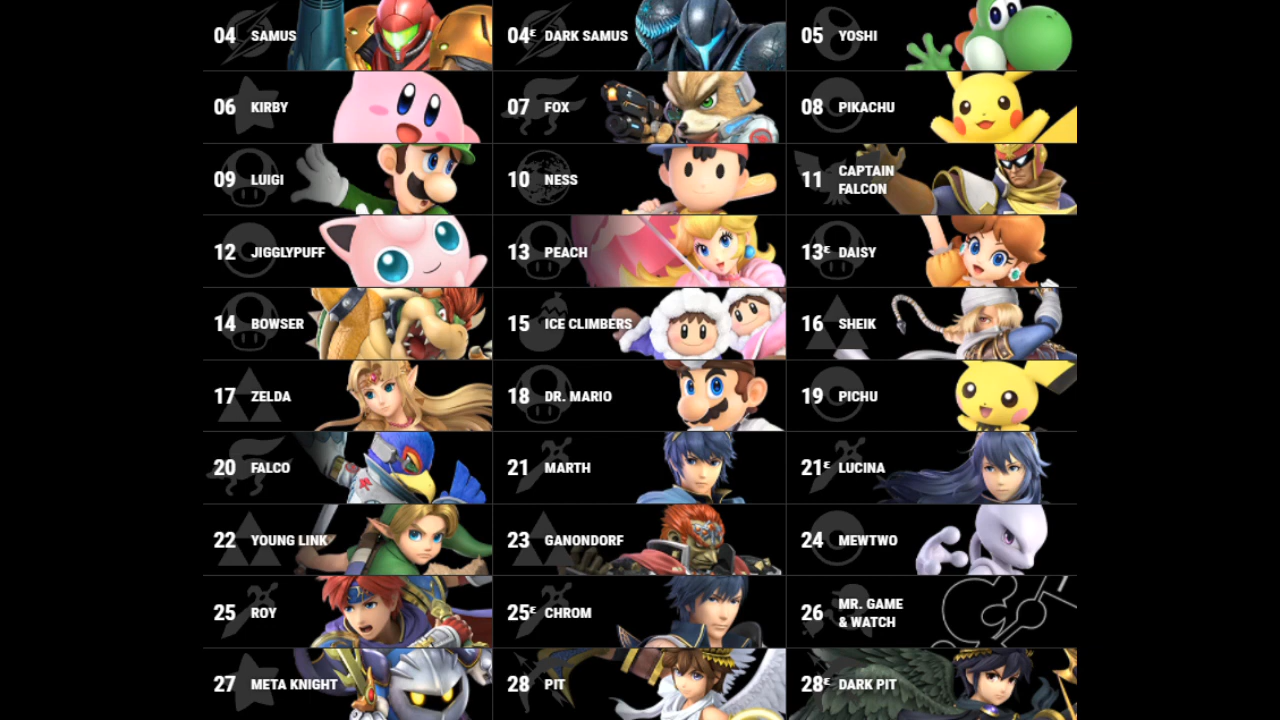 04 SAMUS
04ᴱ DARK SAMUS
05 YOSHI
06 KIRBY
07 FOX
08 PIKACHU
09 LUIGI
10 NESS
11 CAPTAIN
FALCON
12 JIGGLYPUFF
13 PEACH
13ᴱ DAISY
14 BOWSER
15 ICE CLIMBERS
16 SHEIK
17 ZELDA
18 DR. MARIO
19 PICHU
20 FALCO
21 MARTH
21ᴱ LUCINA
22 YOUNG LINK
23 GANONDORF
24 MEWTWO
25 ROY
25ᴱ CHROM
26 MR. GAME
& WATCH
27 META KNIGHT
28 PIT
28ᴱ DARK PIT